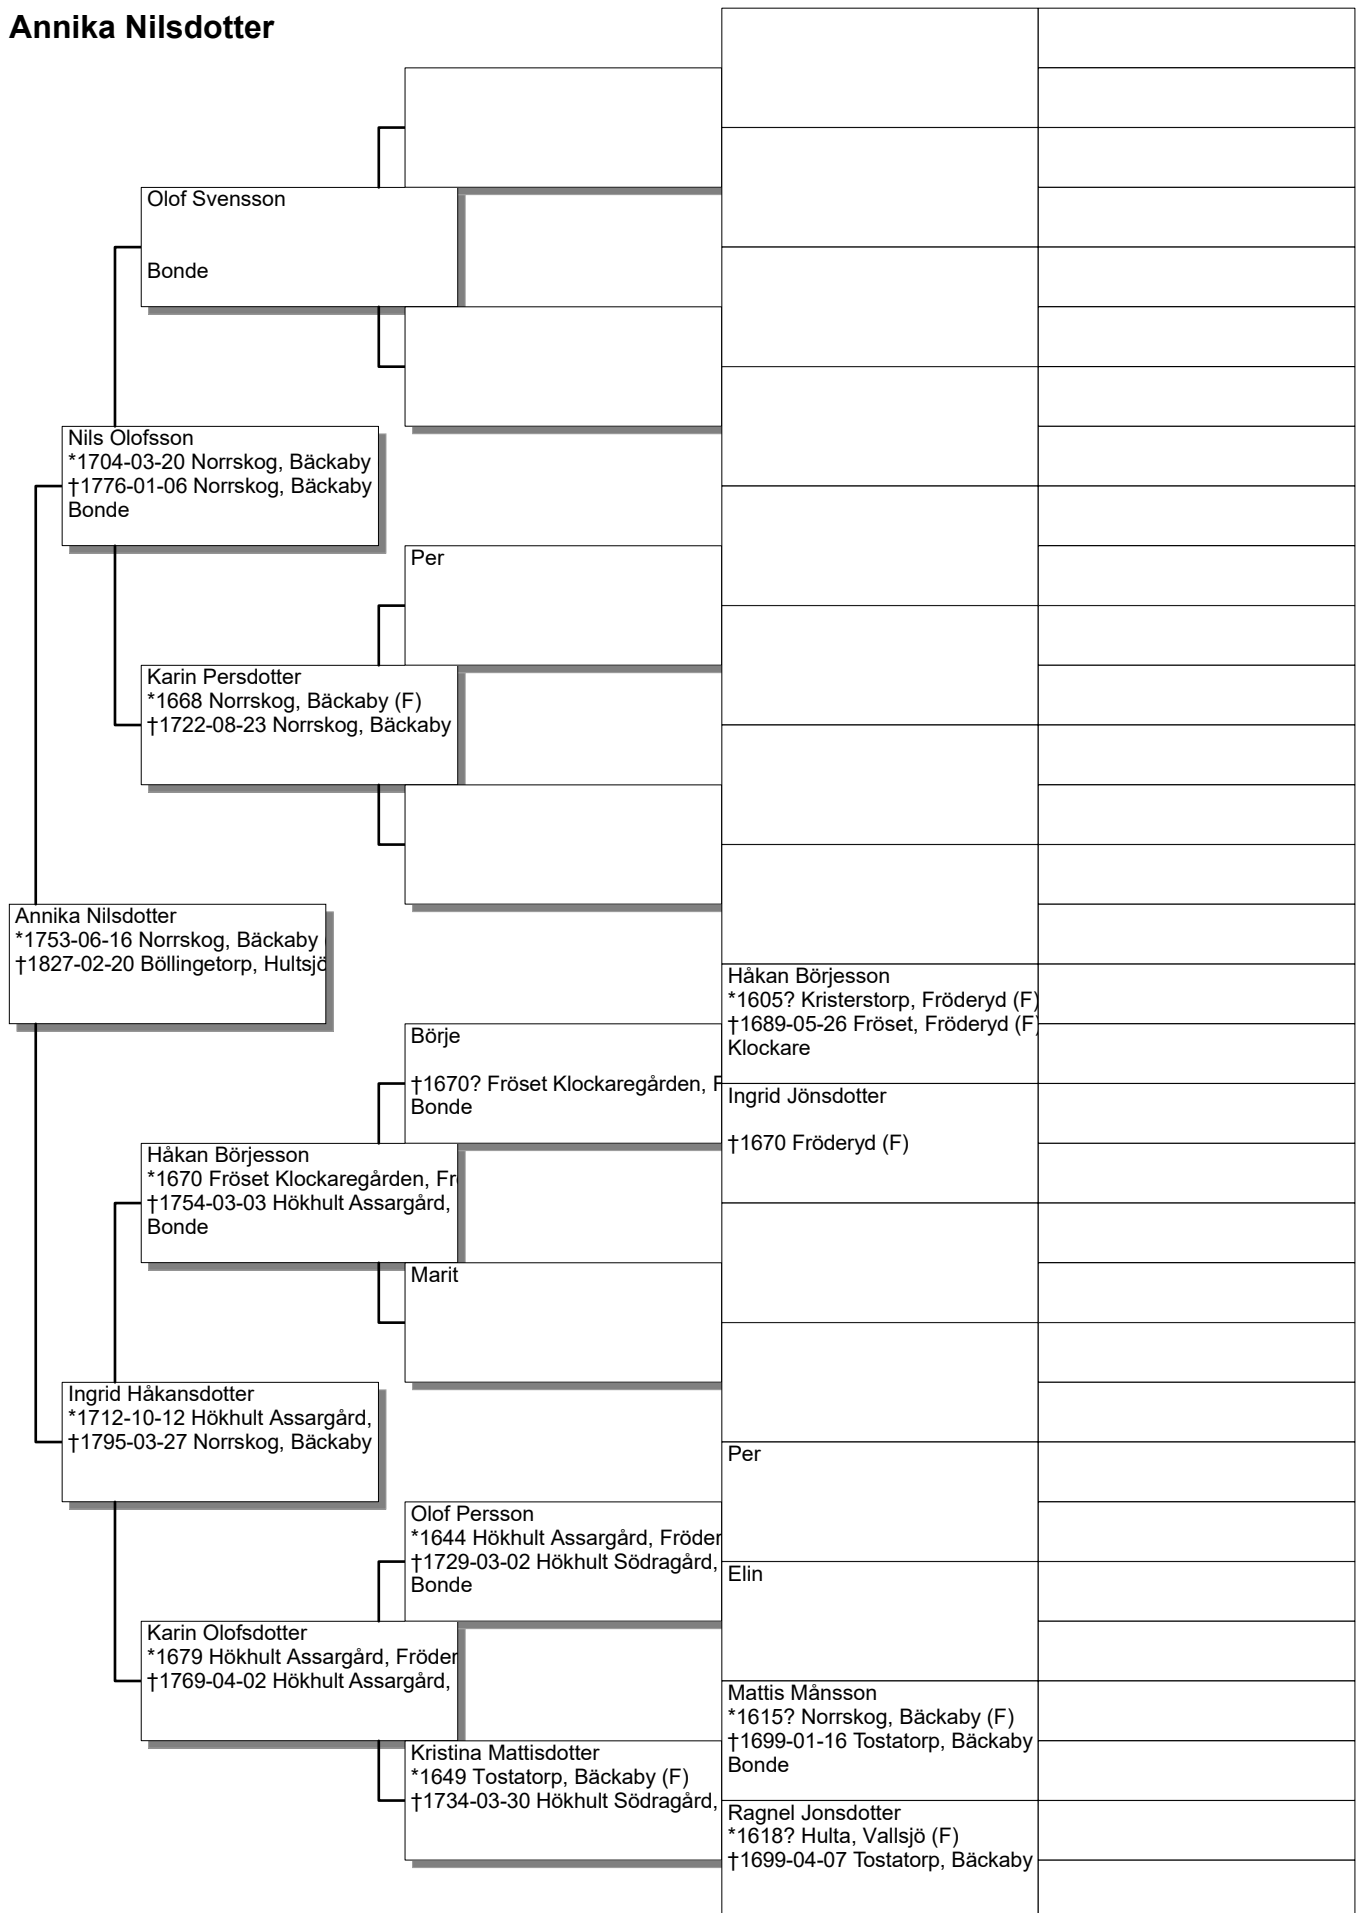 Annika Nilsdotter
Olof Svensson
Bonde
Nils Olofsson
*1704-03-20 Norrskog, Bäckaby
†1776-01-06 Norrskog, Bäckaby
Bonde
Per
Karin Persdotter
*1668 Norrskog, Bäckaby (F)
†1722-08-23 Norrskog, Bäckaby
Annika Nilsdotter
*1753-06-16 Norrskog, Bäckaby (
†1827-02-20 Böllingetorp, Hultsjö
Håkan Börjesson
*1605? Kristerstorp, Fröderyd (F)
†1689-05-26 Fröset, Fröderyd (F)
Klockare
Börje
†1670? Fröset Klockaregården, F
Bonde
Ingrid Jönsdotter
†1670 Fröderyd (F)
Håkan Börjesson
*1670 Fröset Klockaregården, Frö
†1754-03-03 Hökhult Assargård,
Bonde
Marit
Ingrid Håkansdotter
*1712-10-12 Hökhult Assargård,
†1795-03-27 Norrskog, Bäckaby
Per
Olof Persson
*1644 Hökhult Assargård, Fröder
†1729-03-02 Hökhult Södragård,
Bonde
Elin
Karin Olofsdotter
*1679 Hökhult Assargård, Fröder
†1769-04-02 Hökhult Assargård,
Mattis Månsson
*1615? Norrskog, Bäckaby (F)
†1699-01-16 Tostatorp, Bäckaby
Bonde
Kristina Mattisdotter
*1649 Tostatorp, Bäckaby (F)
†1734-03-30 Hökhult Södragård,
Ragnel Jonsdotter
*1618? Hulta, Vallsjö (F)
†1699-04-07 Tostatorp, Bäckaby